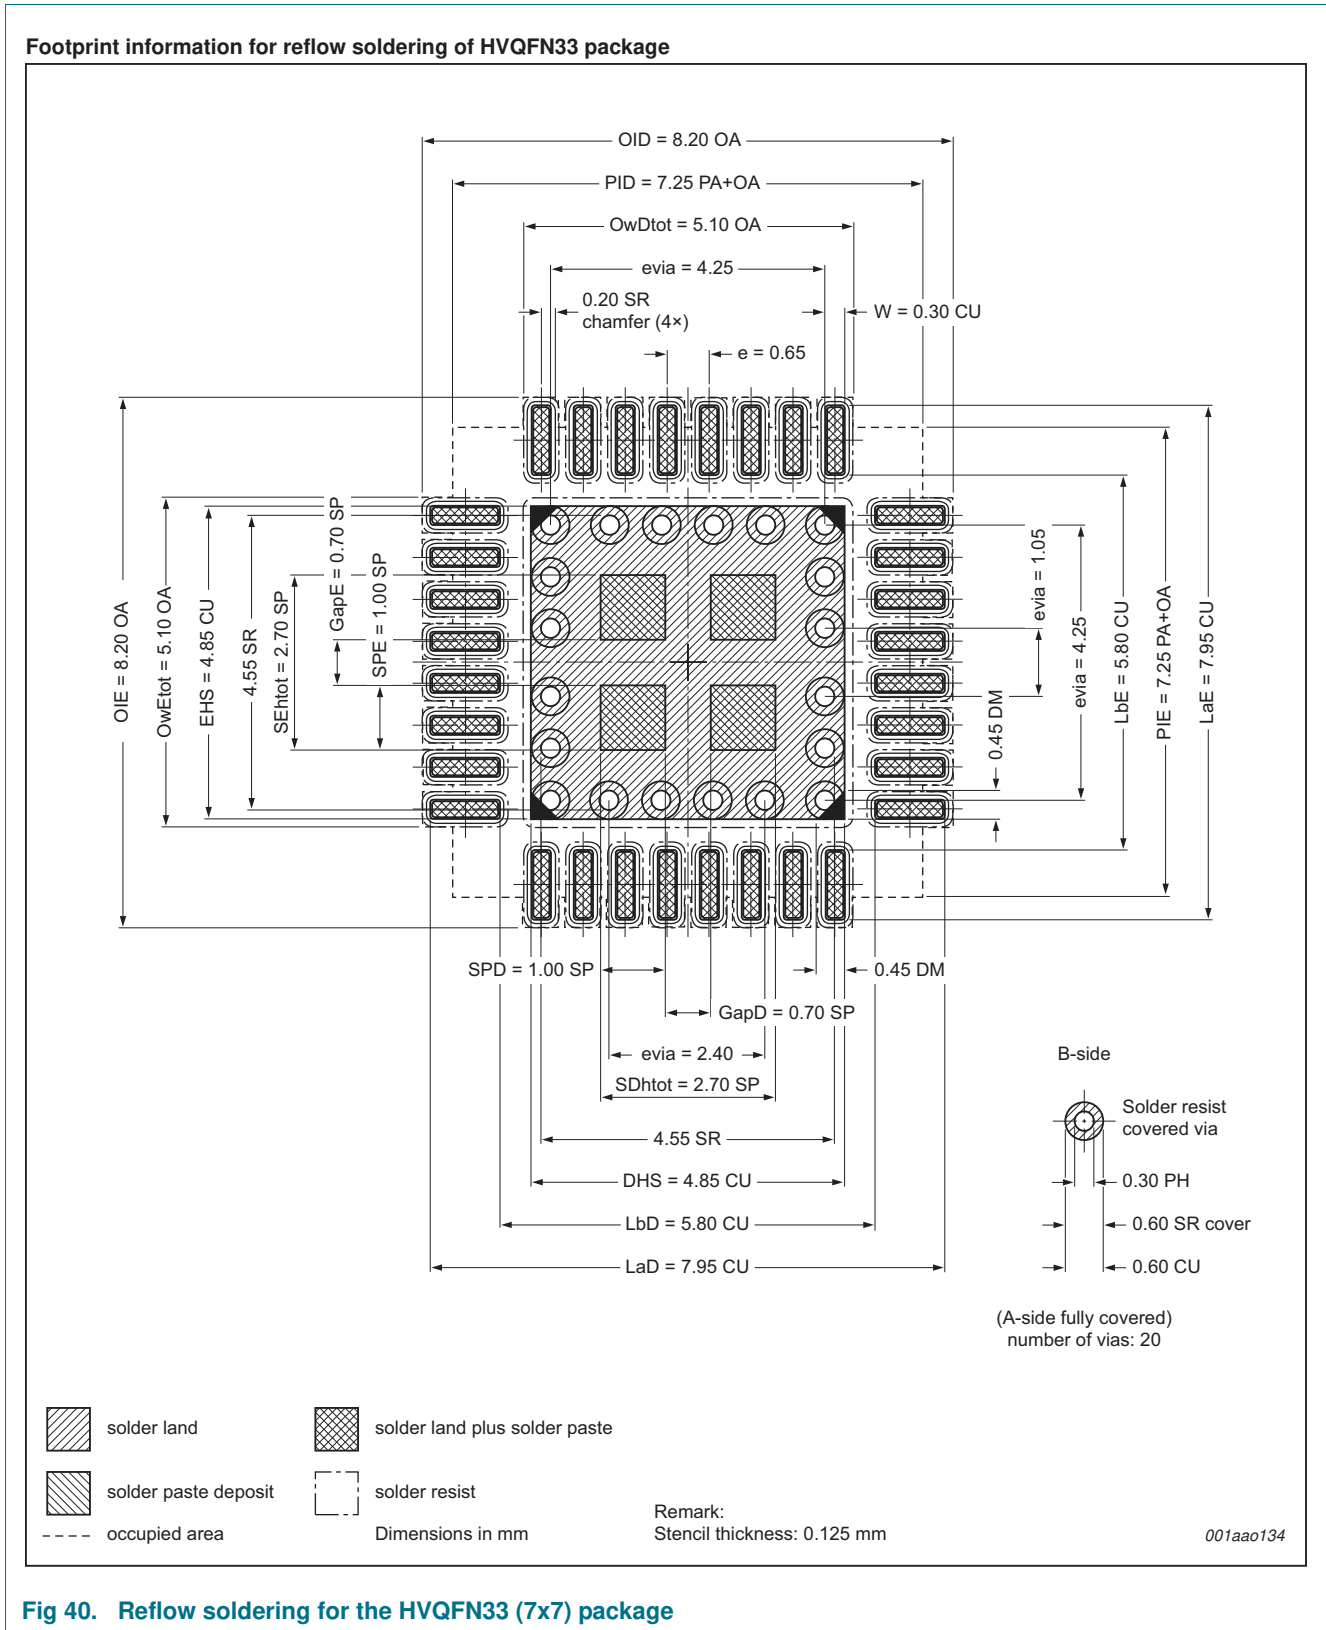 Footprint information for reflow soldering of HVQFN33 package
OID = 8.20 OA
PID = 7.25 PA+OA
OwDtot = 5.10 OA
evia = 4.25
0.20 SR
chamfer (4×)
W = 0.30 CU
e = 0.65
OIE = 8.20 OA
OwEtot = 5.10 OA
EHS = 4.85 CU
4.55 SR
SEhtot = 2.70 SP
GapE = 0.70 SP
SPE = 1.00 SP
evia = 1.05
0.45 DM
evia = 4.25
LbE = 5.80 CU
PIE = 7.25 PA+OA
LaE = 7.95 CU
SPD = 1.00 SP
0.45 DM
GapD = 0.70 SP
evia = 2.40
SDhtot = 2.70 SP
4.55 SR
DHS = 4.85 CU
LbD = 5.80 CU
LaD = 7.95 CU
B-side
Solder resist
covered via
0.30 PH
0.60 SR cover
0.60 CU
(A-side fully covered)
number of vias: 20
solder land
solder land plus solder paste
solder paste deposit
solder resist
occupied area
Dimensions in mm
Remark:
Stencil thickness: 0.125 mm
001aao134
Fig 40. Reflow soldering for the HVQFN33 (7x7) package